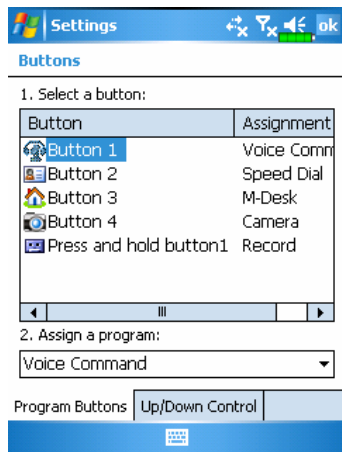 Settings ok
Buttons
1. Select a button:
Button Assignment
Button 1 Voice Comm
Button 2 Speed Dial
Button 3 M-Desk
Button 4 Camera
Press and hold button1 Record
2. Assign a program:
Voice Command
Program Buttons Up/Down Control